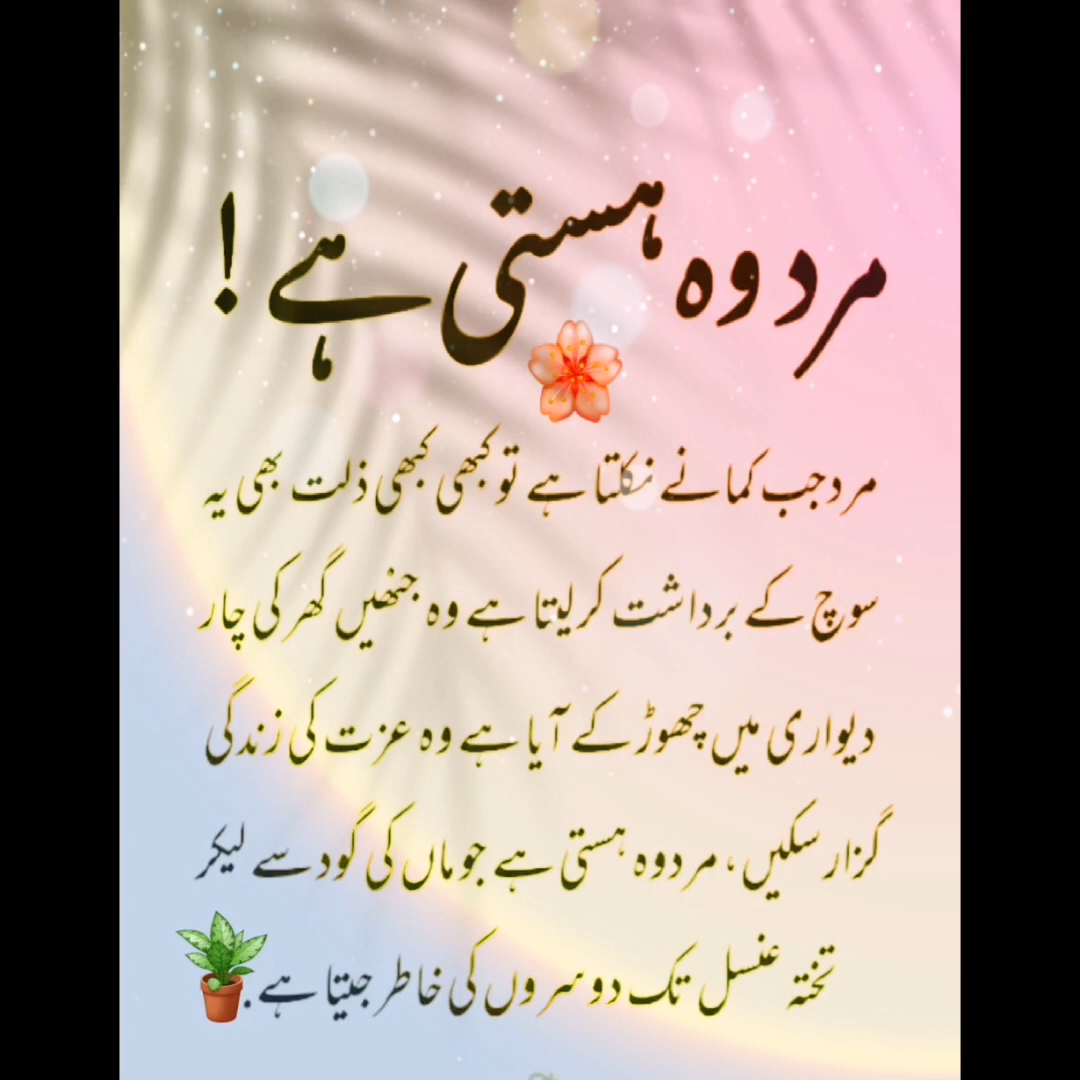 مرد وہ ہستی ہے !
مرد جب کمانے نکلتا ہے تو کبھی کبھی ذلت بھی یہ
سوچ کے برداشت کر لیتا ہے وہ جنھیں گھر کی چار
دیواری میں چھوڑ کے آیا ہے وہ عزت کی زندگی
گزار سکیں ، مرد وہ ہستی ہے جو ماں کی گود سے لیکر
تختہ غسل تک دوسروں کی خاطر جیتا ہے.